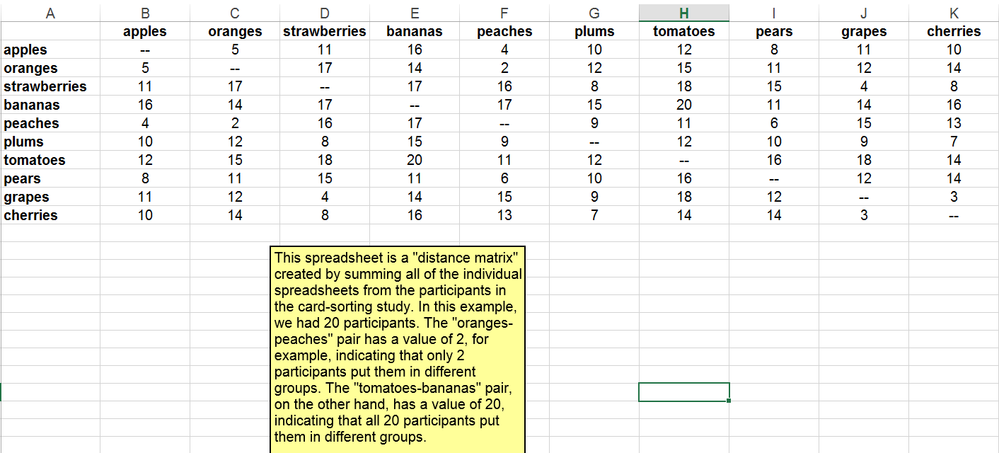 A B C D E F G H I J K
apples oranges strawberries bananas peaches plums tomatoes pears grapes cherries
apples -- 5 11 16 4 10 12 8 11 10
oranges 5 -- 17 14 2 12 15 11 12 14
strawberries 11 17 -- 17 16 8 18 15 4 8
bananas 16 14 17 -- 17 15 20 11 14 16
peaches 4 2 16 17 -- 9 11 6 15 13
plums 10 12 8 15 9 -- 12 10 9 7
tomatoes 12 15 18 20 11 12 -- 16 18 14
pears 8 11 15 11 6 10 16 -- 12 14
grapes 11 12 4 14 15 9 18 12 -- 3
cherries 10 14 8 16 13 7 14 14 3 --
This spreadsheet is a "distance matrix"
created by summing all of the individual
spreadsheets from the participants in
the card-sorting study. In this example,
we had 20 participants. The "oranges-
peaches" pair has a value of 2, for
example, indicating that only 2
participants put them in different
groups. The "tomatoes-bananas" pair,
on the other hand, has a value of 20,
indicating that all 20 participants put
them in different groups.